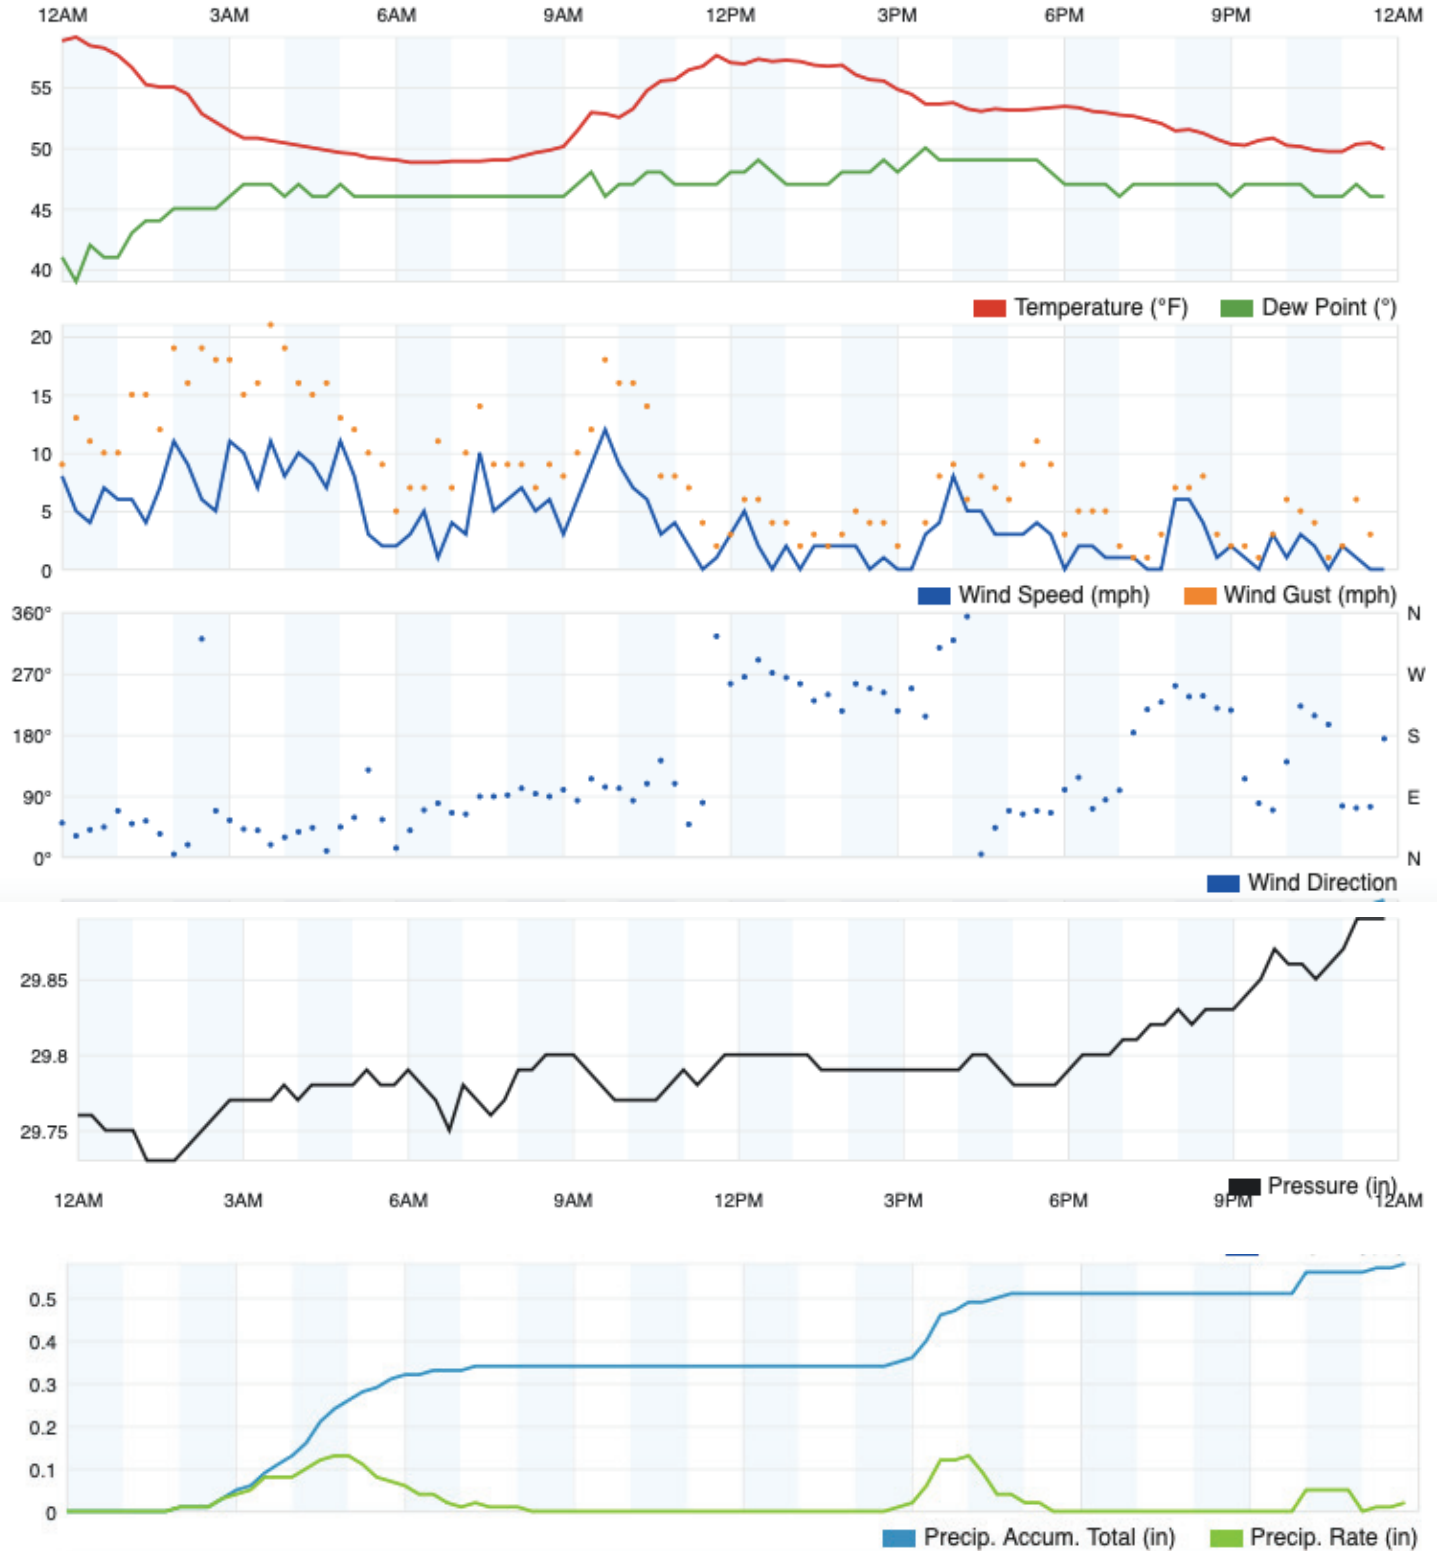 12AM 3AM 6AM 9AM 12PM 3PM 6PM 9PM 12AM
55
50
45
40
Temperature (°F) Dew Point (°)
20
15
10
5
0
Wind Speed (mph) Wind Gust (mph)
360° N
270° W
180° S
90° E
0° N
Wind Direction
29.85
29.8
29.75
Pressure (in)
12AM 3AM 6AM 9AM 12PM 3PM 6PM 9PM 12AM
0.5
0.4
0.3
0.2
0.1
0
Precip. Accum. Total (in) Precip. Rate (in)